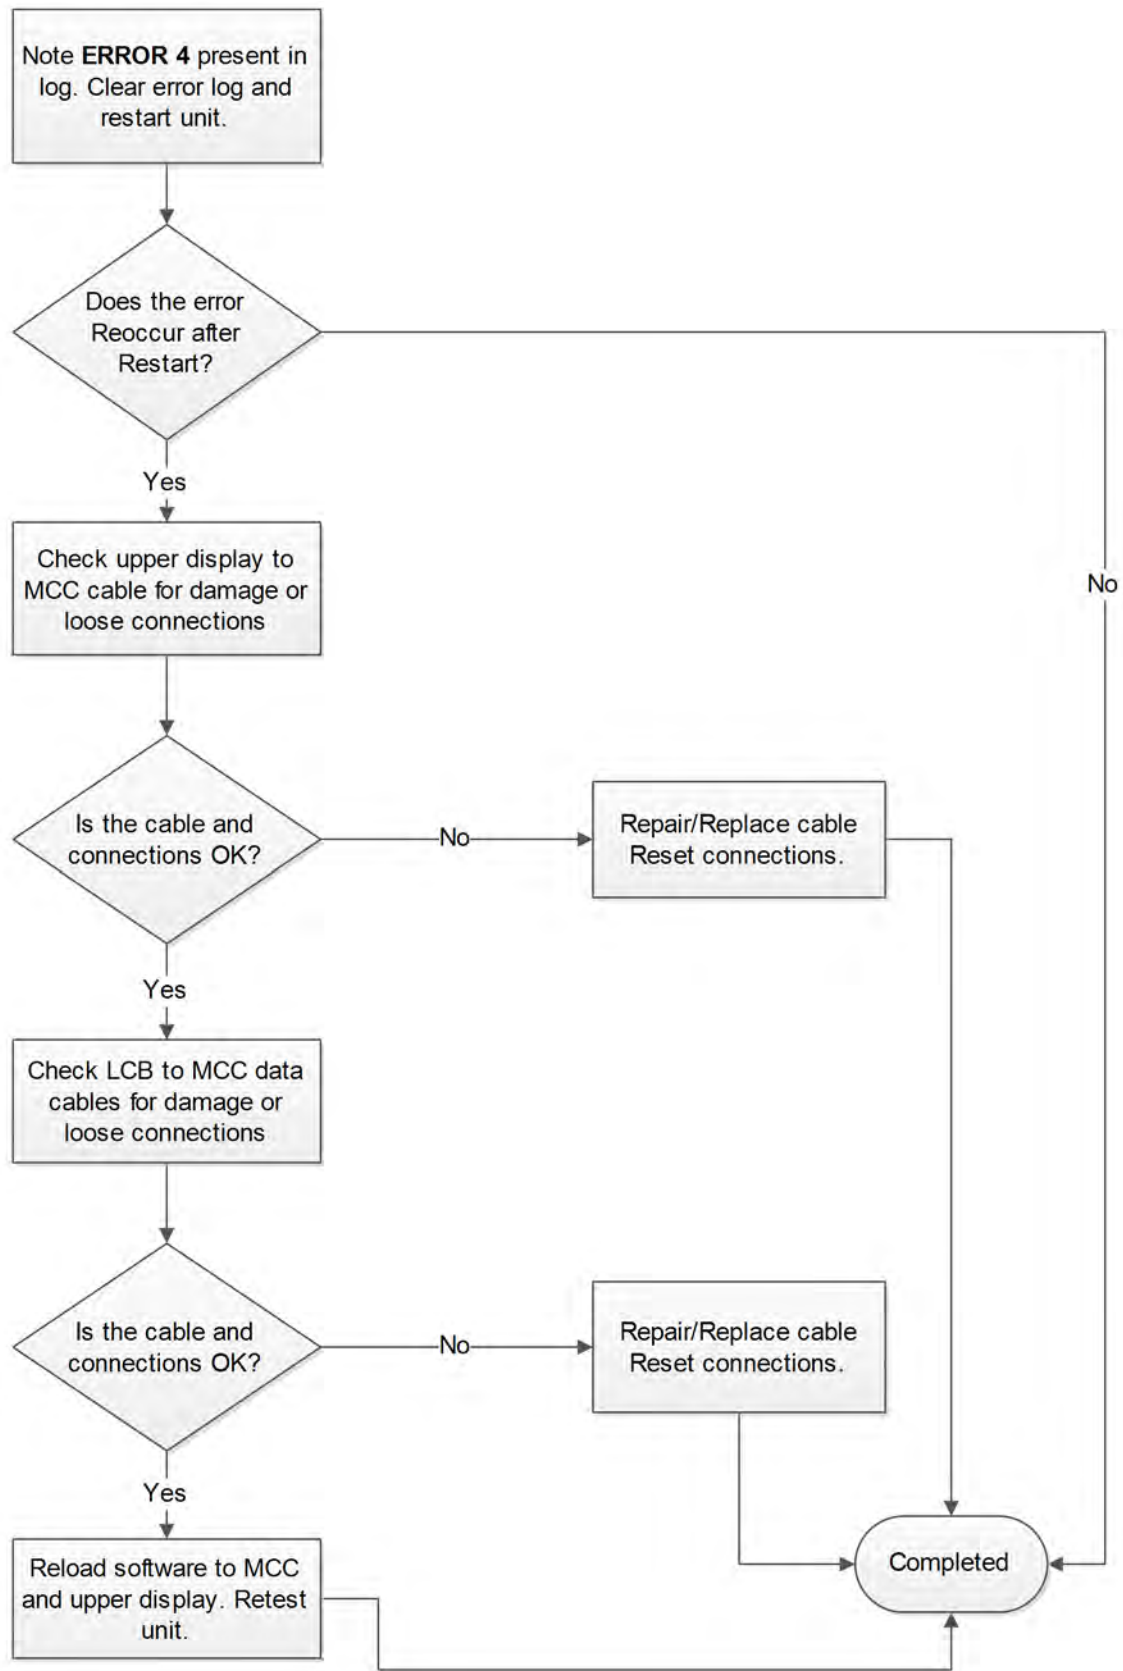 Note ERROR 4 present in
log. Clear error log and
restart unit.
Does the error
Reoccur after
Restart?
Yes
No
Check upper display to
MCC cable for damage or
loose connections
Is the cable and
connections OK?
No
Repair/Replace cable
Reset connections.
Yes
Check LCB to MCC data
cables for damage or
loose connections
Is the cable and
connections OK?
No
Repair/Replace cable
Reset connections.
Yes
Reload software to MCC
and upper display. Retest
unit.
Completed